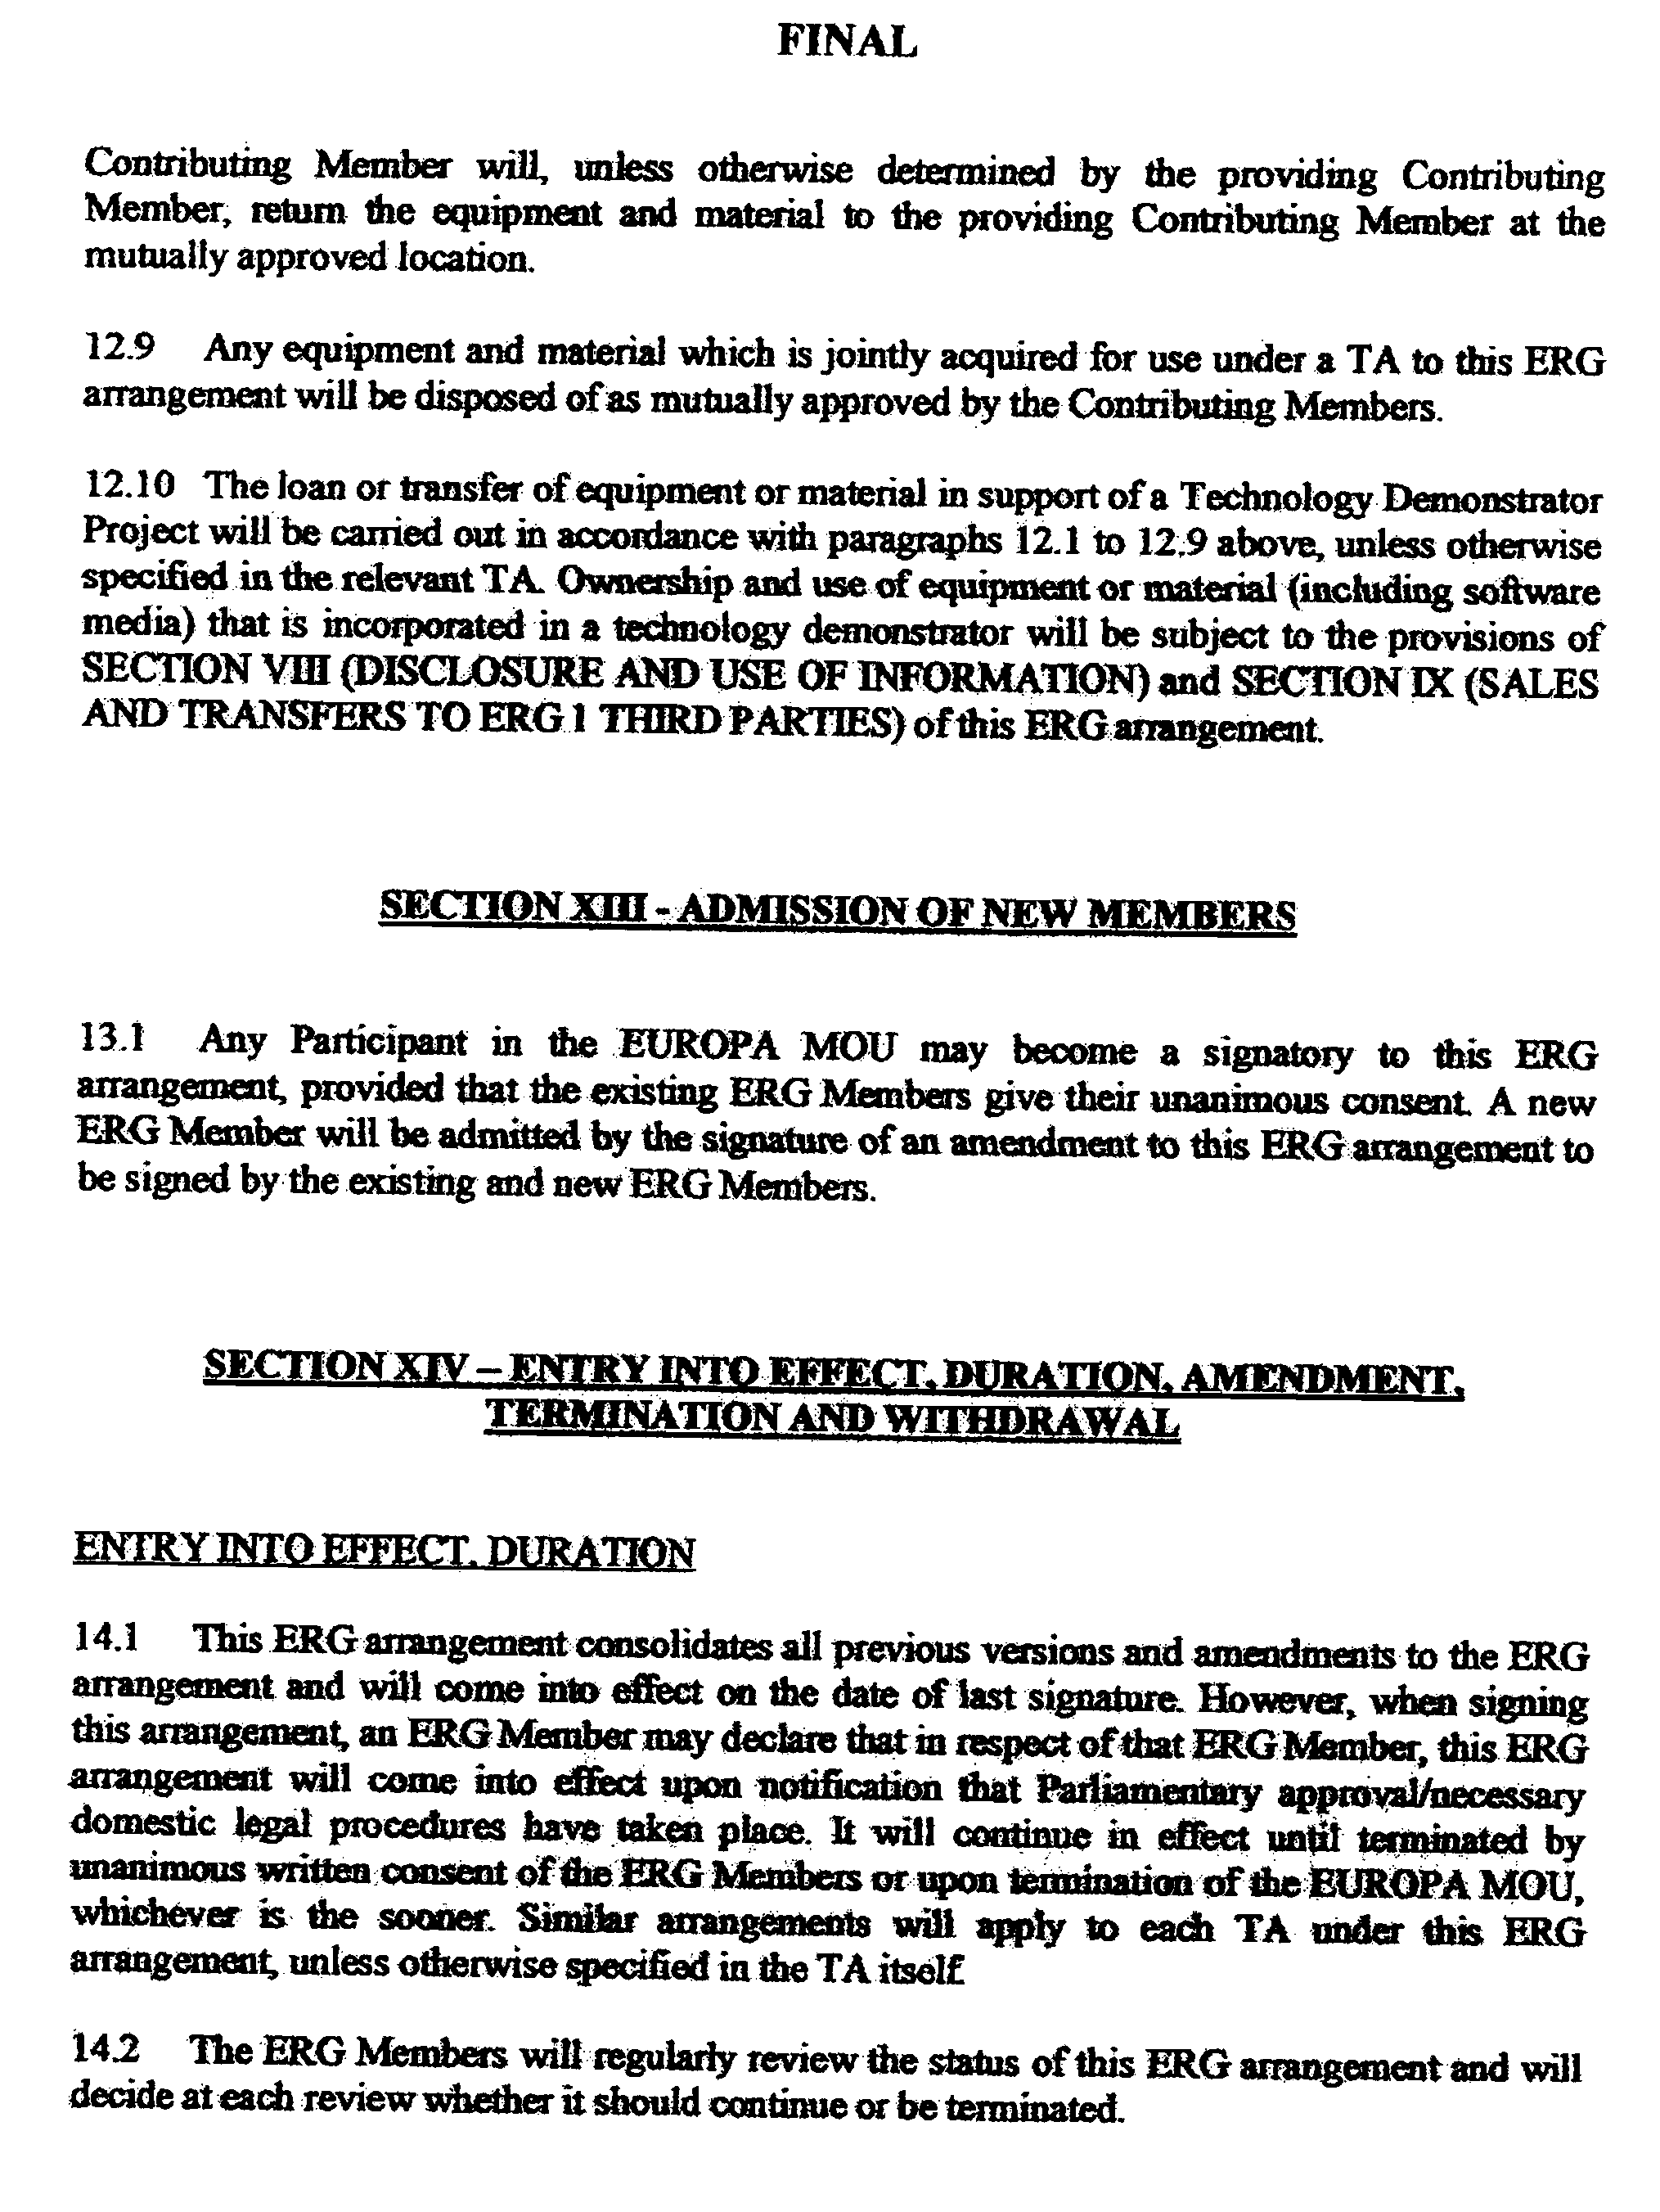 FINAL
Contributing Member will, unless otherwise determined by the providing Contributing
Member, return the equipment and material to the providing Contributing Member at the
mutually approved location.
12.9 Any equipment and material which is jointly acquired for use under a TA to this ERG
arrangement will be disposed of as mutually approved by the Contributing Members.
12.10 The loan or transfer of equipment or material in support of a Technology Demonstrator
Project will be carried out in accordance with paragraphs 12.1 to 12.9 above, unless otherwise
specified in the relevant TA. Ownership and use of equipment or material (including software
media) that is incorporated in a technology demonstrator will be subject to the provisions of
SECTION VIII (DISCLOSURE AND USE OF INFORMATION) and SECTION IX (SALES
AND TRANSFERS TO ERG 1 THIRD PARTIES) of this ERG arrangement.
SECTION XIII - ADMISSION OF NEW MEMBERS
13.1 Any Participant in the EUROPA MOU may become a signatory to this ERG
arrangement, provided that the existing ERG Members give their unanimous consent. A new
ERG Member will be admitted by the signature of an amendment to this ERG arrangement to
be signed by the existing and new ERG Members.
SECTION XIV – ENTRY INTO EFFECT, DURATION, AMENDMENT,
TERMINATION AND WITHDRAWAL
ENTRY INTO EFFECT, DURATION
14.1 This ERG arrangement consolidates all previous versions and amendments to the ERG
arrangement and will come into effect on the date of last signature. However, when signing
this arrangement, an ERG Member may declare that in respect of that ERG Member, this ERG
arrangement will come into effect upon notification that Parliamentary approval/necessary
domestic legal procedures have taken place. It will continue in effect until terminated by
unanimous written consent of the ERG Members or upon termination of the EUROPA MOU,
whichever is the sooner. Similar arrangements will apply to each TA under this ERG
arrangement, unless otherwise specified in the TA itself.
14.2 The ERG Members will regularly review the status of this ERG arrangement and will
decide at each review whether it should continue or be terminated.